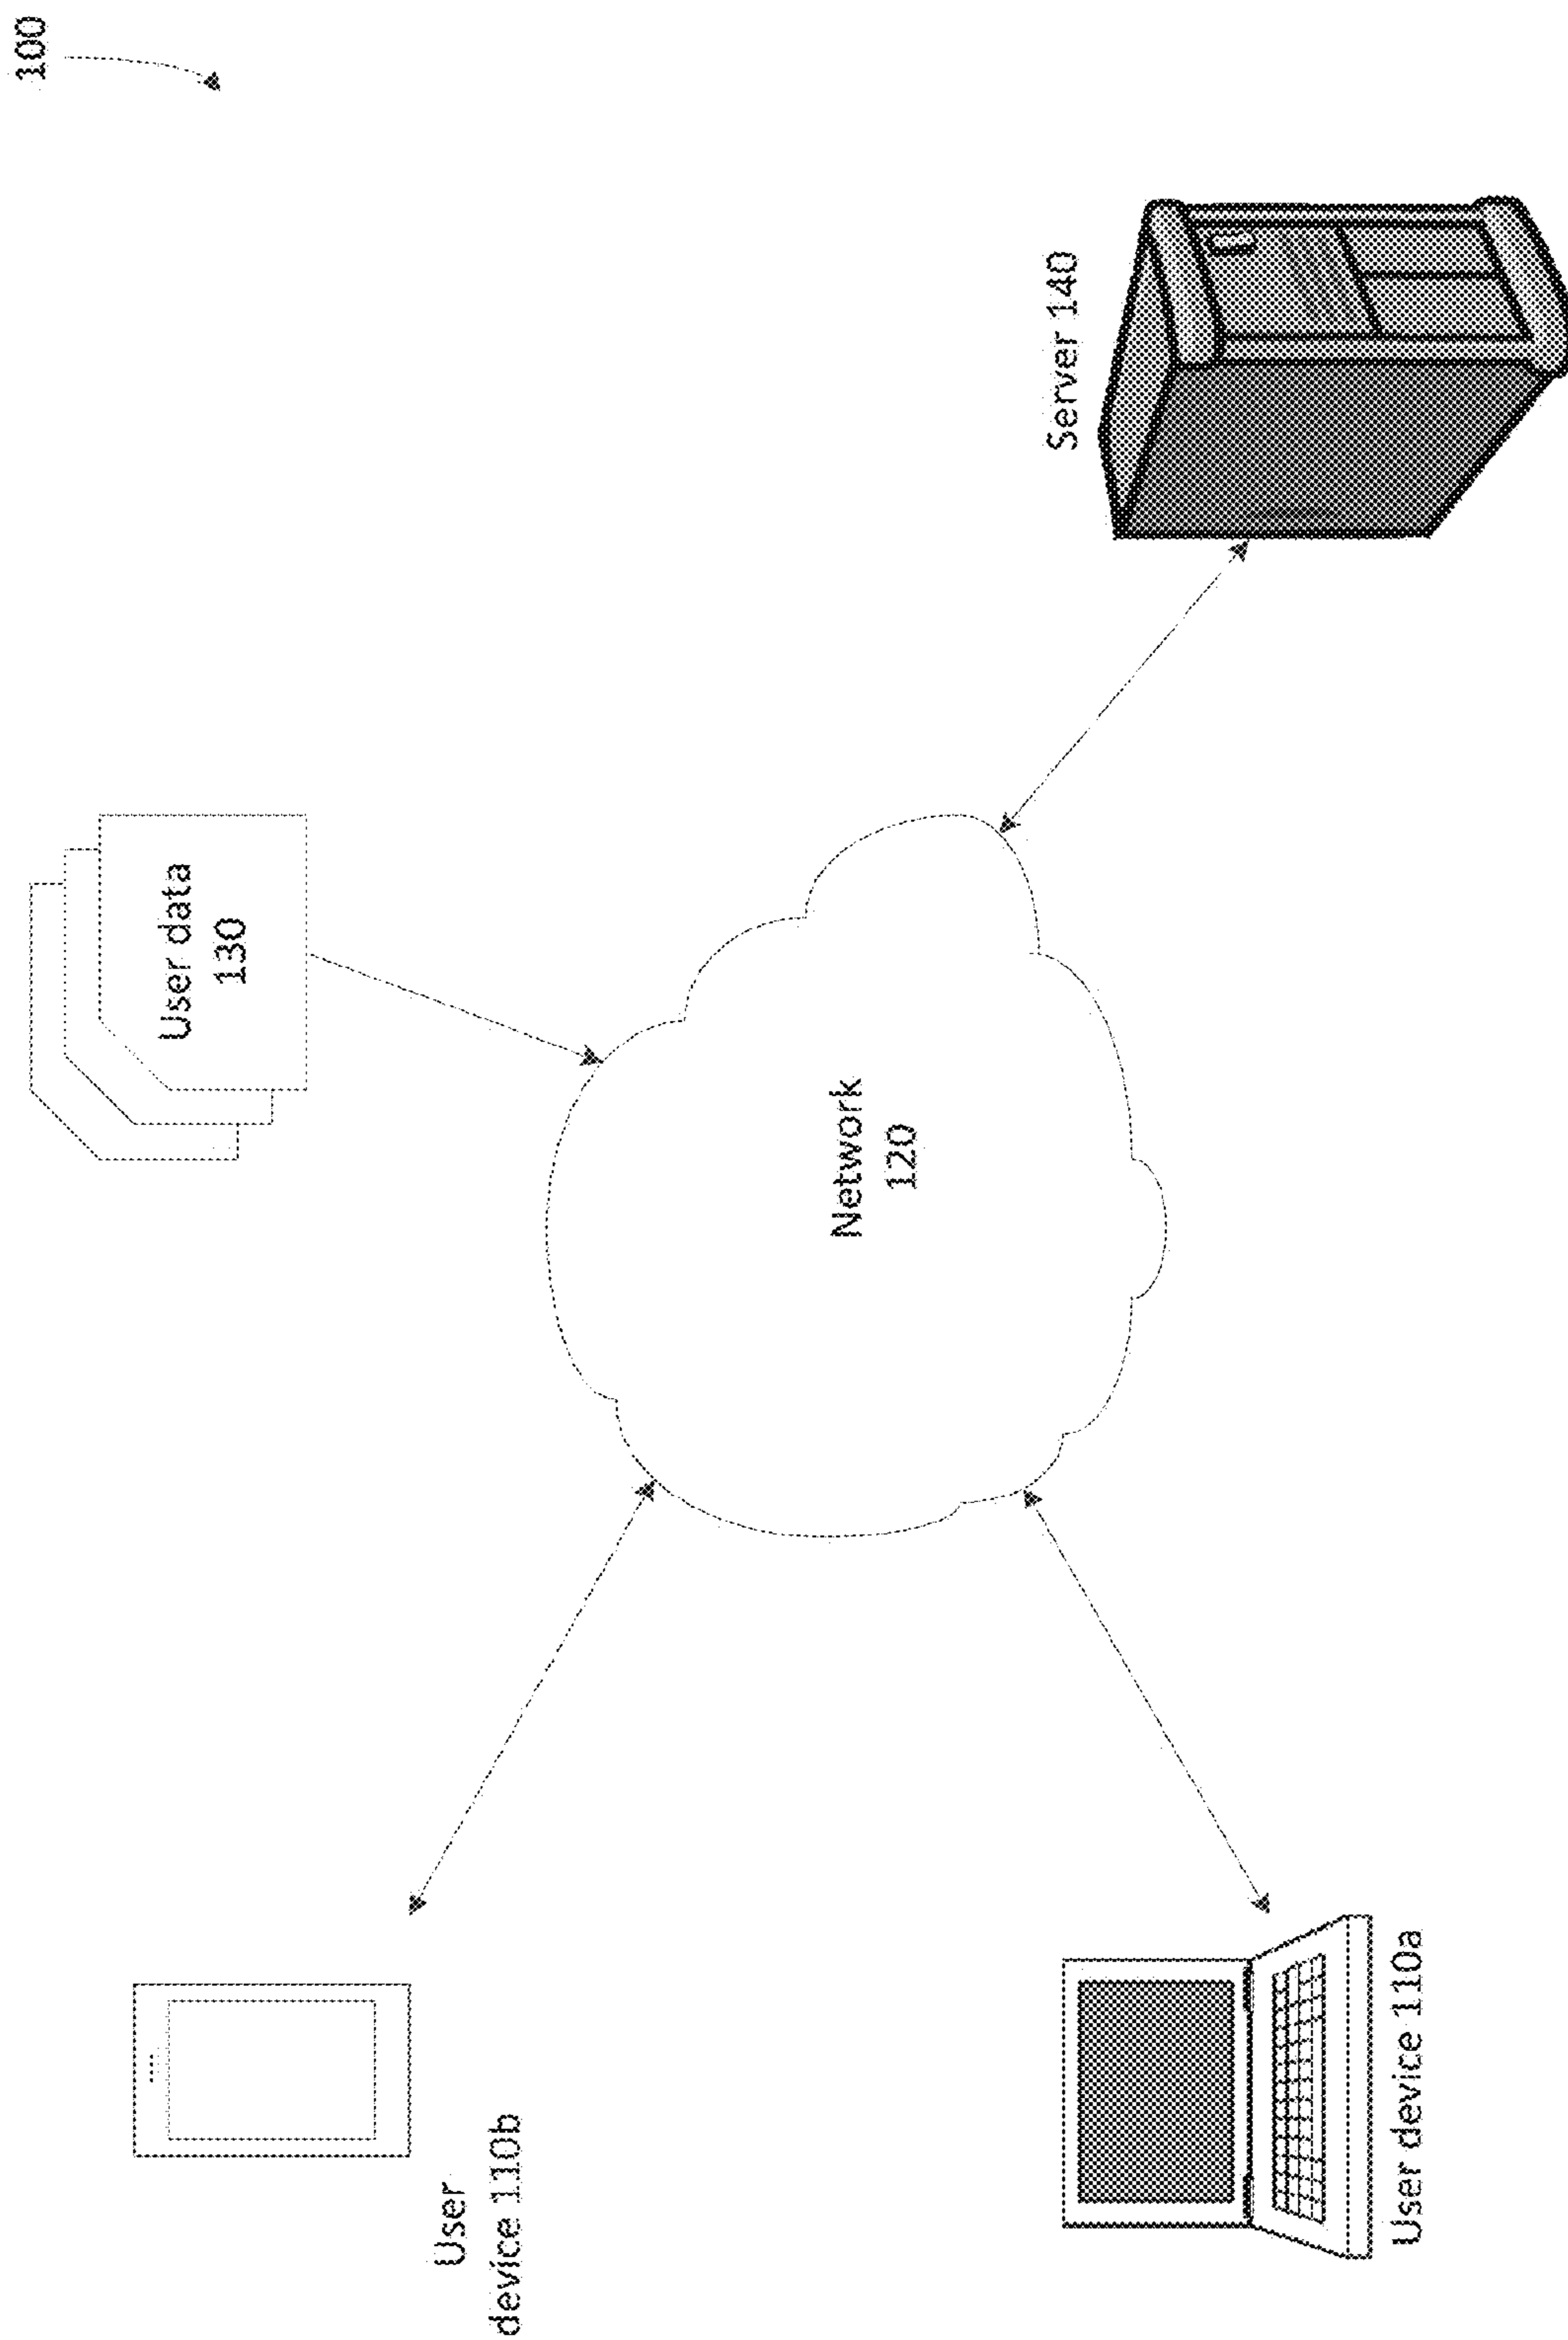 100
User data
130
User
device 110b
Network
120
Server 140
User device 110a